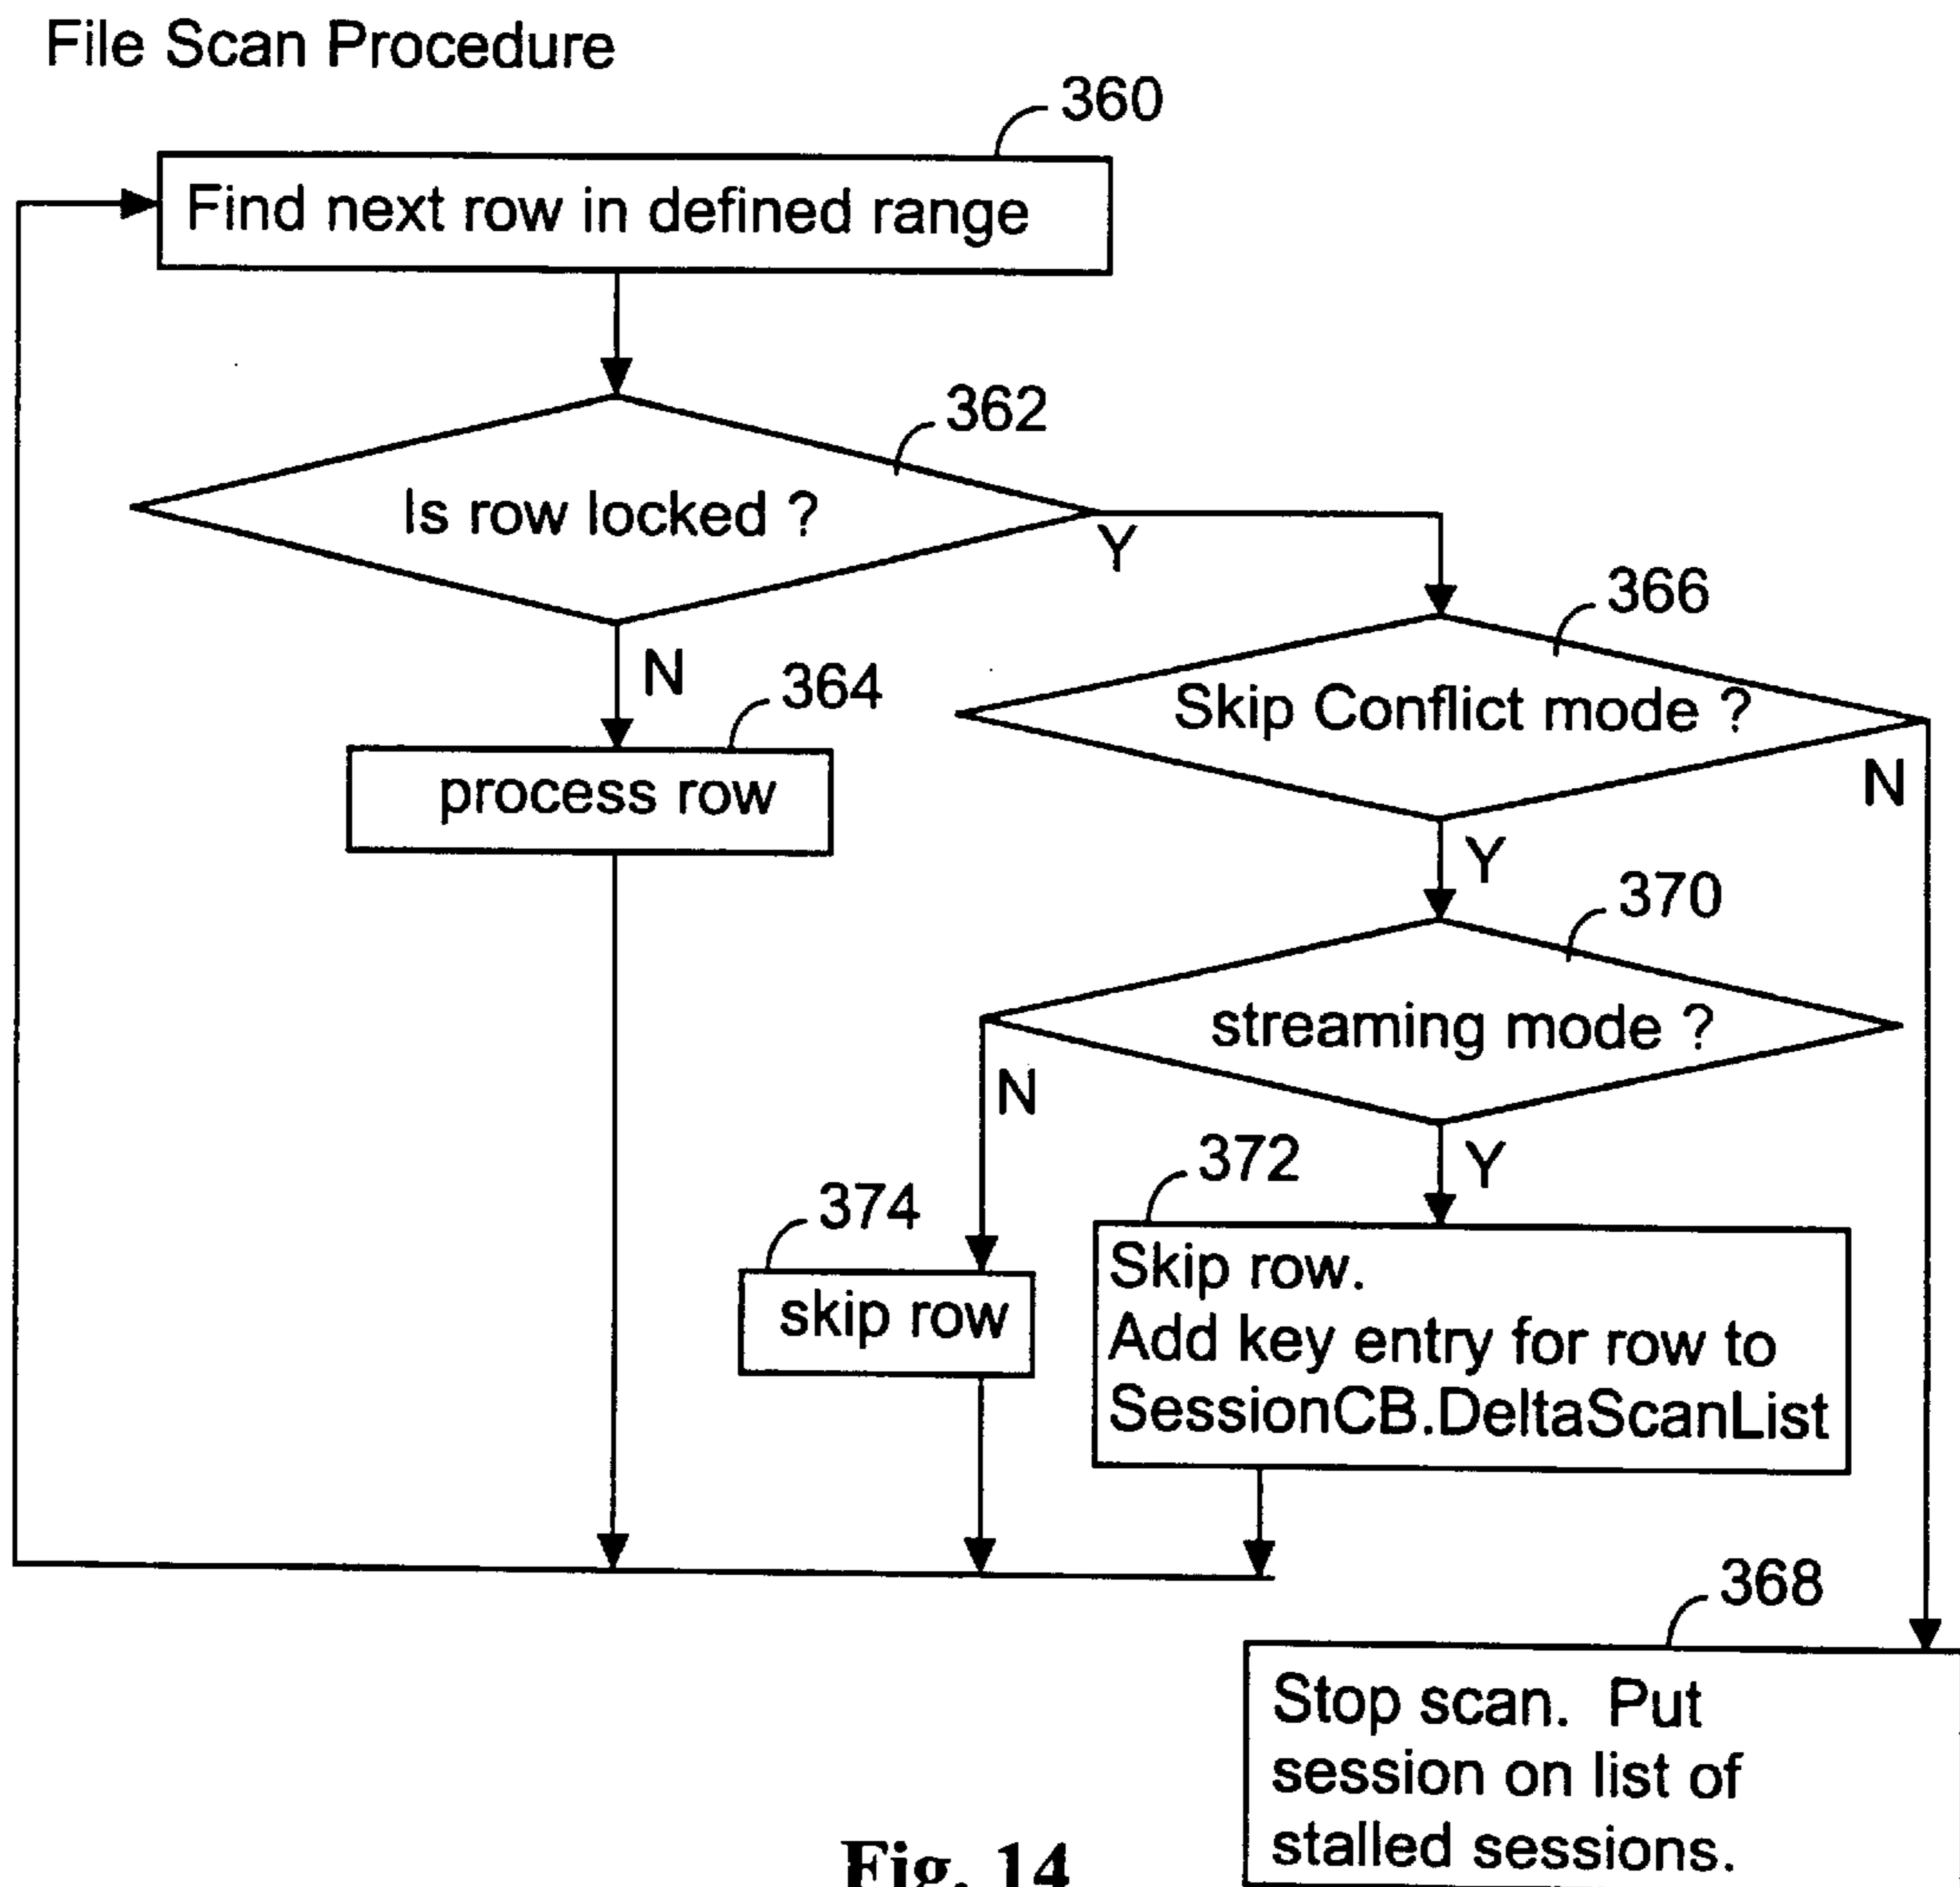 File Scan Procedure
360
Find next row in defined range
362
Is row locked ?
Y
366
N
364
Skip Conflict mode ?
process row
N
Y
370
streaming mode ?
N
372
Y
374
skip row
Skip row.
Add key entry for row to
SessionCB.DeltaScanList
368
Stop scan. Put
session on list of
stalled sessions.
Fig. 14